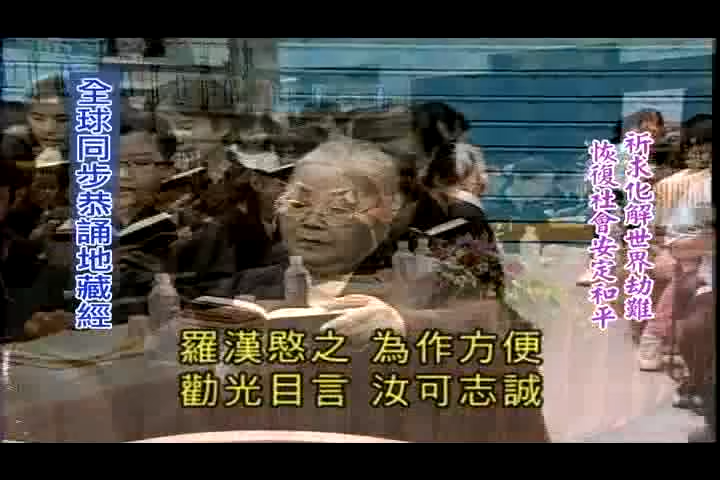 全球同步恭誦地藏經
祈求化解世界劫難
恢復社會安定和平
羅漢愍之 為作方便
勸光目言 汝可志誠